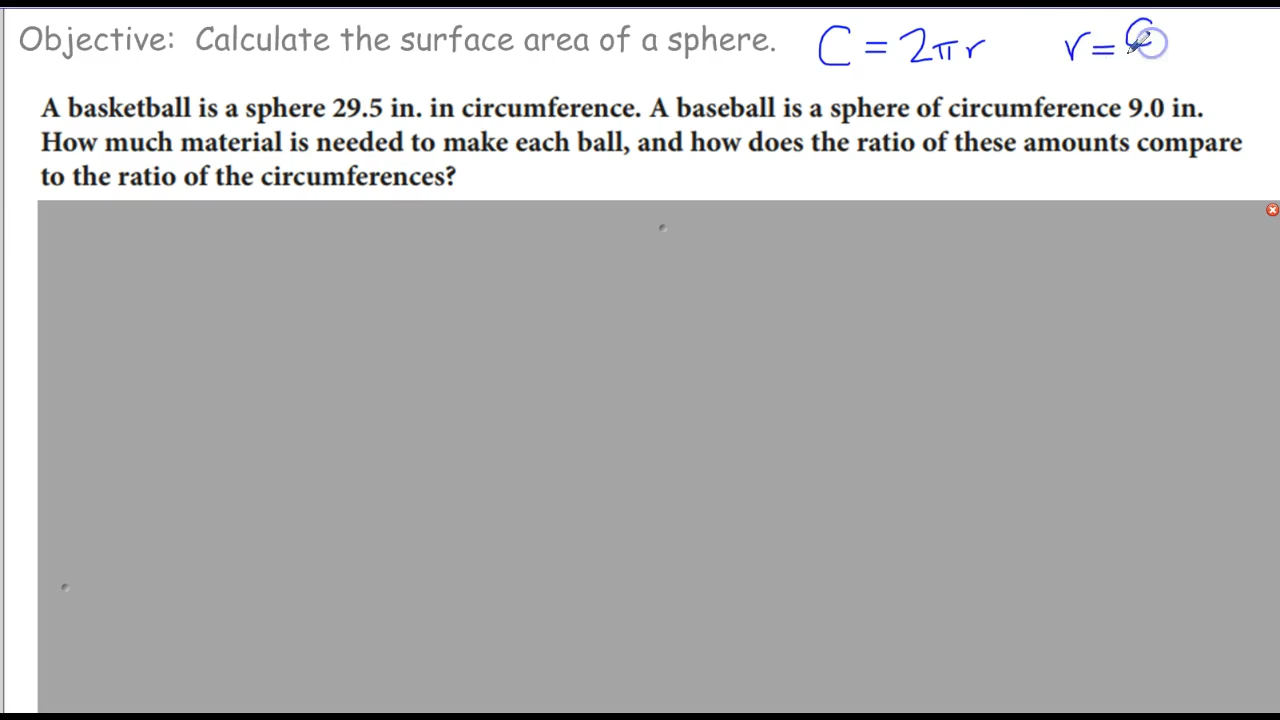 Objective: Calculate the surface area of a sphere. C = 2πr r = C
A basketball is a sphere 29.5 in. in circumference. A baseball is a sphere of circumference 9.0 in.
How much material is needed to make each ball, and how does the ratio of these amounts compare
to the ratio of the circumferences?